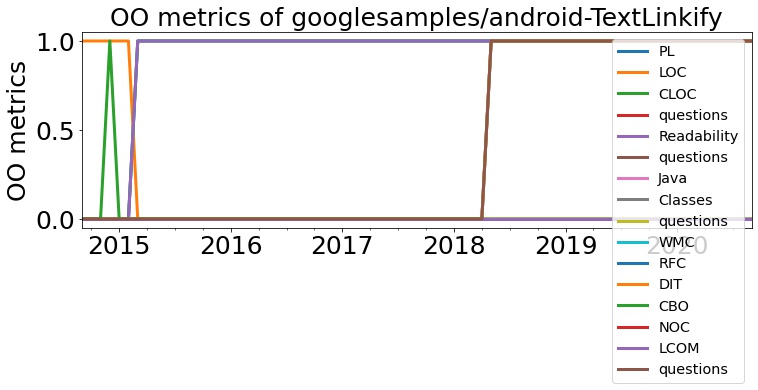 OO metrics of googlesamples/android-TextLinkify
OO metrics
1.0
0.5
0.0
2015 2016 2017 2018 2019 2020
PL
LOC
CLOC
questions
Readability
questions
Java
Classes
questions
WMC
RFC
DIT
CBO
NOC
LCOM
questions